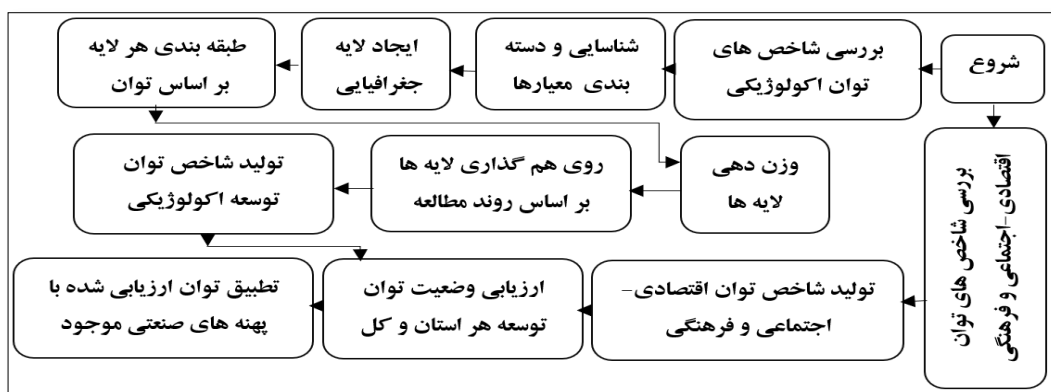 شروع
بررسی شاخص های
توان اکولوژیکی
شناسایی و دسته
بندی معیارها
ایجاد لایه
جغرافیایی
طبقه بندی هر لایه
بر اساس توان
وزن دهی
لایه ها
روی هم گذاری لایه ها
بر اساس روند مطالعه
تولید شاخص توان
توسعه اکولوژیکی
بررسی شاخص های توان
اقتصادی-اجتماعی و فرهنگی
تولید شاخص توان اقتصادی-
اجتماعی و فرهنگی
ارزیابی وضعیت توان
توسعه هر استان و کل
تطبیق توان ارزیابی شده با
پهنه های صنعتی موجود